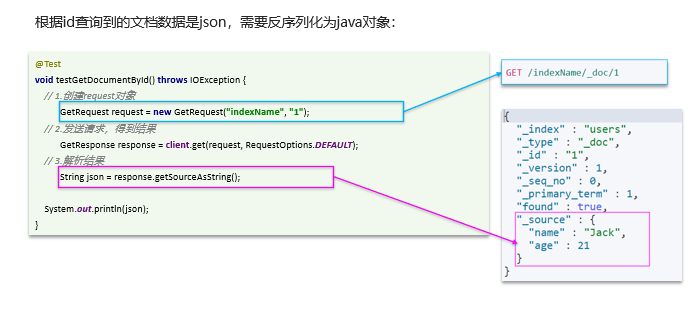 根据id查询到的文档数据是json，需要反序列化为java对象：
@Test
void testGetDocumentById() throws IOException {
// 1.创建request对象
GetRequest request = new GetRequest("indexName", "1");
// 2.发送请求，得到结果
GetResponse response = client.get(request, RequestOptions.DEFAULT);
// 3.解析结果
String json = response.getSourceAsString();
System.out.println(json);
}
GET /indexName/_doc/1
{
"_index" : "users",
"_type" : "_doc",
"_id" : "1",
"_version" : 1,
"_seq_no" : 0,
"_primary_term" : 1,
"found" : true,
"_source" : {
"name" : "Jack",
"age" : 21
}
}